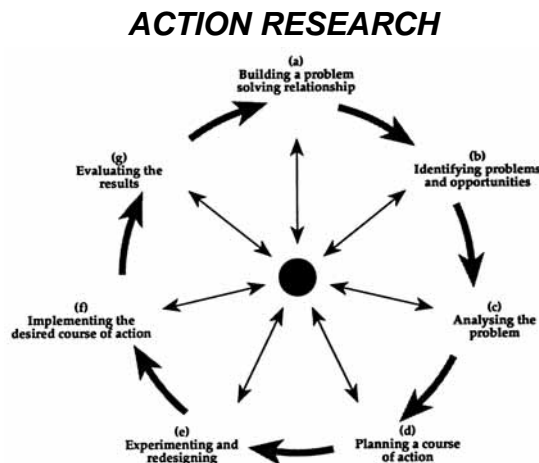 ACTION RESEARCH
(a)
Building a problem
solving relationship
(b)
Identifying problems
and opportunities
(c)
Analysing the
problem
(d)
Planning a course
of action
(e)
Experimenting and
redesigning
(f)
Implementing the
desired course of action
(g)
Evaluating the
results